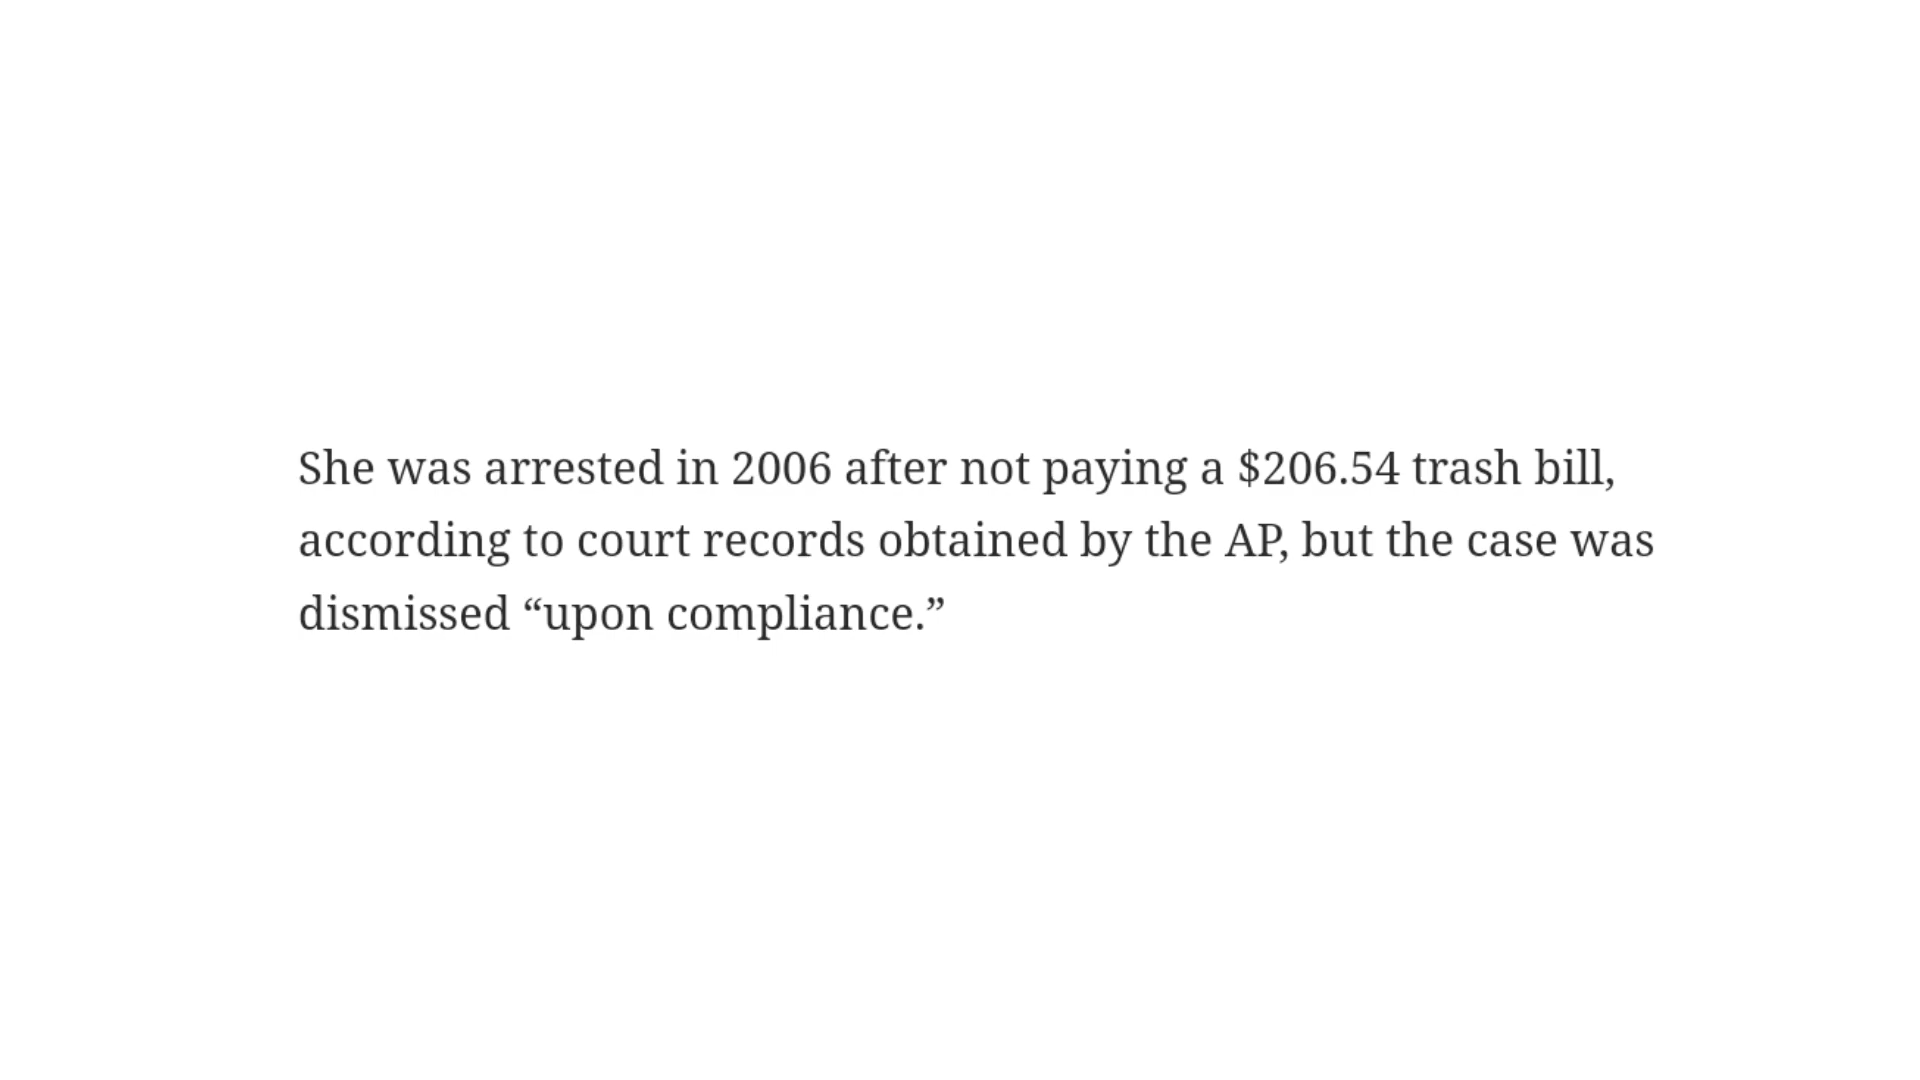 She was arrested in 2006 after not paying a $206.54 trash bill,
according to court records obtained by the AP, but the case was
dismissed “upon compliance.”